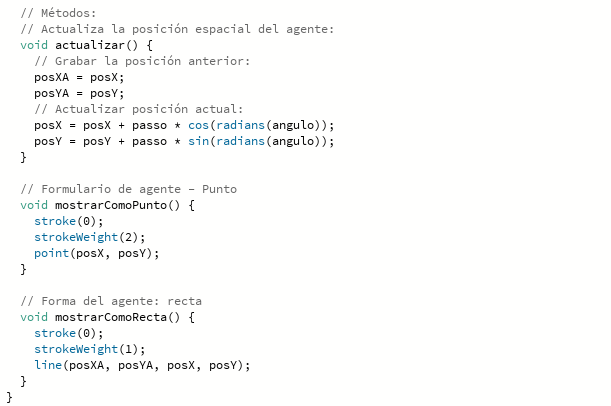 // Métodos:
// Actualiza la posición espacial del agente:
void actualizar() {
// Grabar la posición anterior:
posXA = posX;
posYA = posY;
// Actualizar posición actual:
posX = posX + passo * cos(radians(angulo));
posY = posY + passo * sin(radians(angulo));
}
// Formulario de agente – Punto
void mostrarComoPunto() {
stroke(0);
strokeWeight(2);
point(posX, posY);
}
// Forma del agente: recta
void mostrarComoRecta() {
stroke(0);
strokeWeight(1);
line(posXA, posYA, posX, posY);
}
}